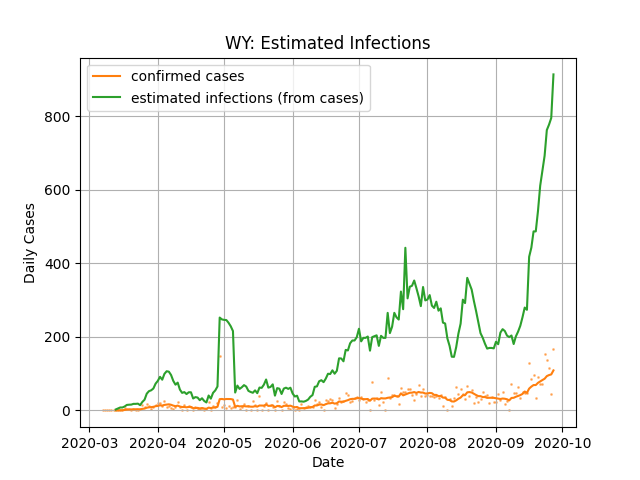 WY: Estimated Infections
confirmed cases
estimated infections (from cases)
Daily Cases
800
600
400
200
0
2020-03 2020-04 2020-05 2020-06 2020-07 2020-08 2020-09 2020-10
Date